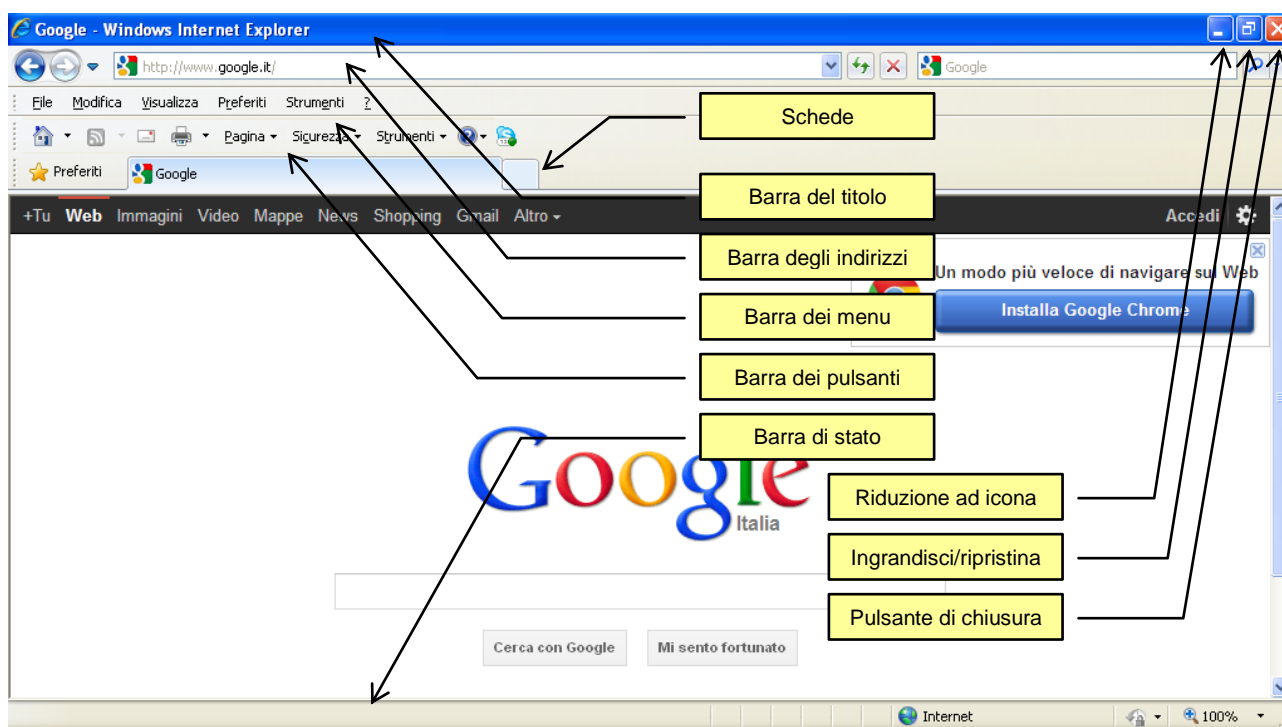 Google - Windows Internet Explorer
http://www.google.it/
Google
File Modifica Visualizza Preferiti Strumenti ?
Schede
Pagina Sicurezza Strumenti
Preferiti
Google
Barra del titolo
+Tu Web Immagini Video Mappe News Shopping Gmail Altro
Accedi
Barra degli indirizzi
Un modo più veloce di navigare sul Web
Installa Google Chrome
Barra dei menu
Barra dei pulsanti
Barra di stato
Google
Italia
Riduzione ad icona
Ingrandisci/ripristina
Pulsante di chiusura
Cerca con Google
Mi sento fortunato
Internet
100%